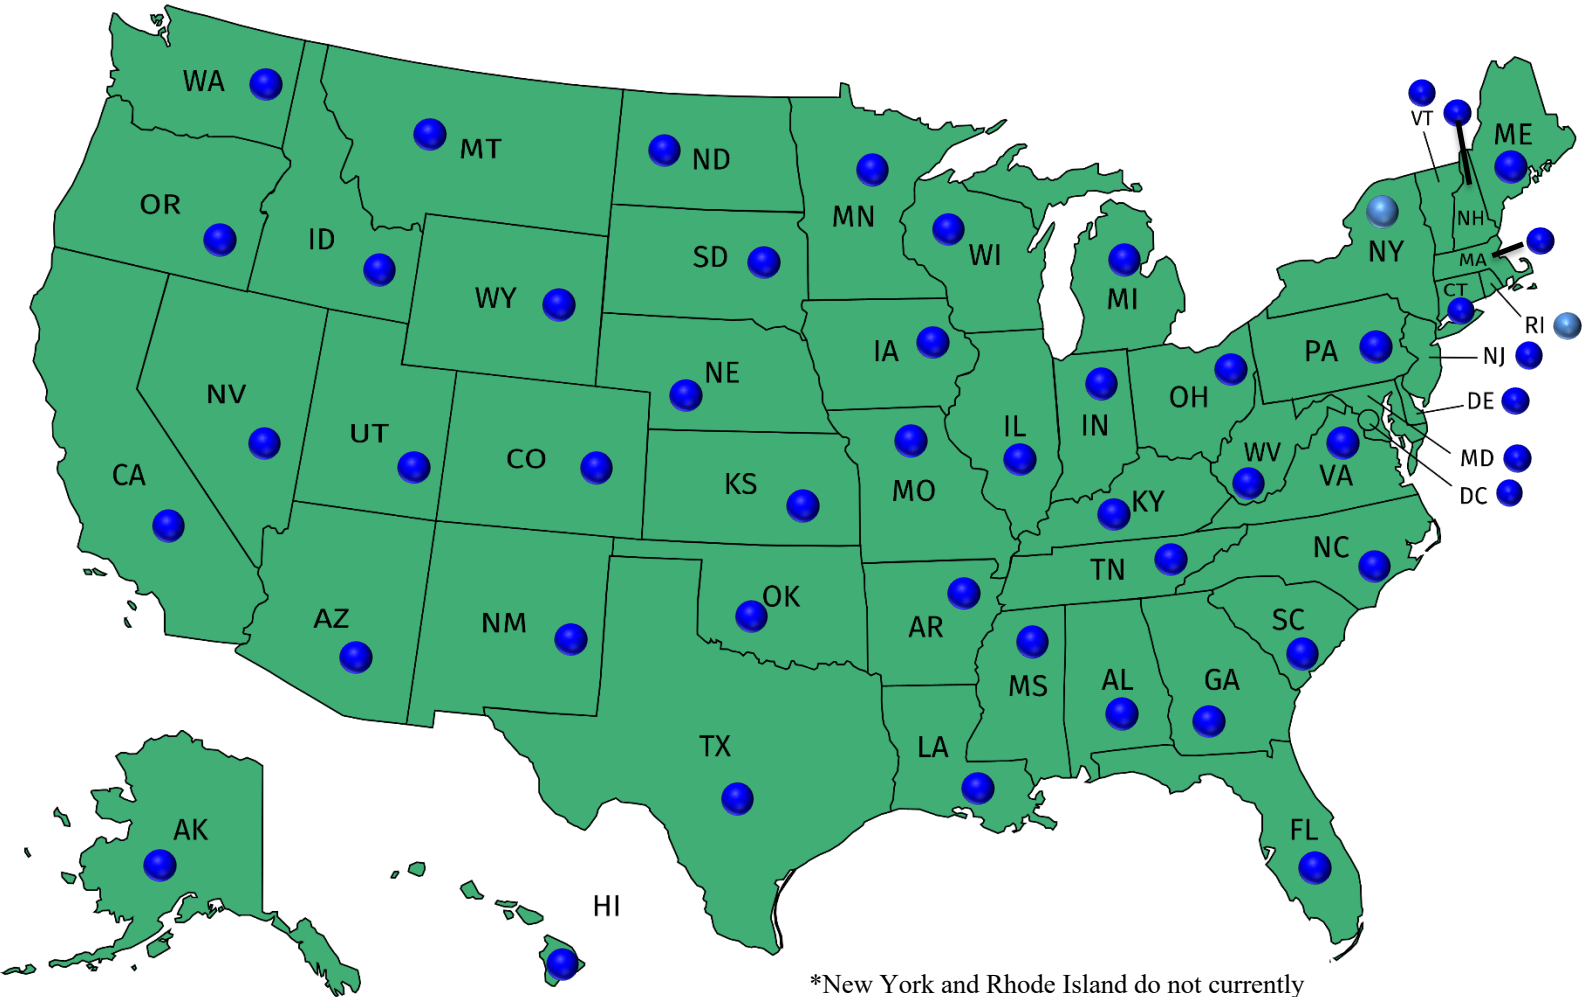 WA
MT
ND
MN
ME
VT
OR
ID
WY
SD
WI
MI
NY
NH
MA
CT
RI
NJ
DE
MD
DC
NV
UT
CO
NE
IA
IL
IN
OH
PA
WV
VA
CA
KS
MO
KY
AZ
NM
OK
AR
TN
NC
SC
MS
AL
GA
TX
LA
FL
AK
HI
*New York and Rhode Island do not currently